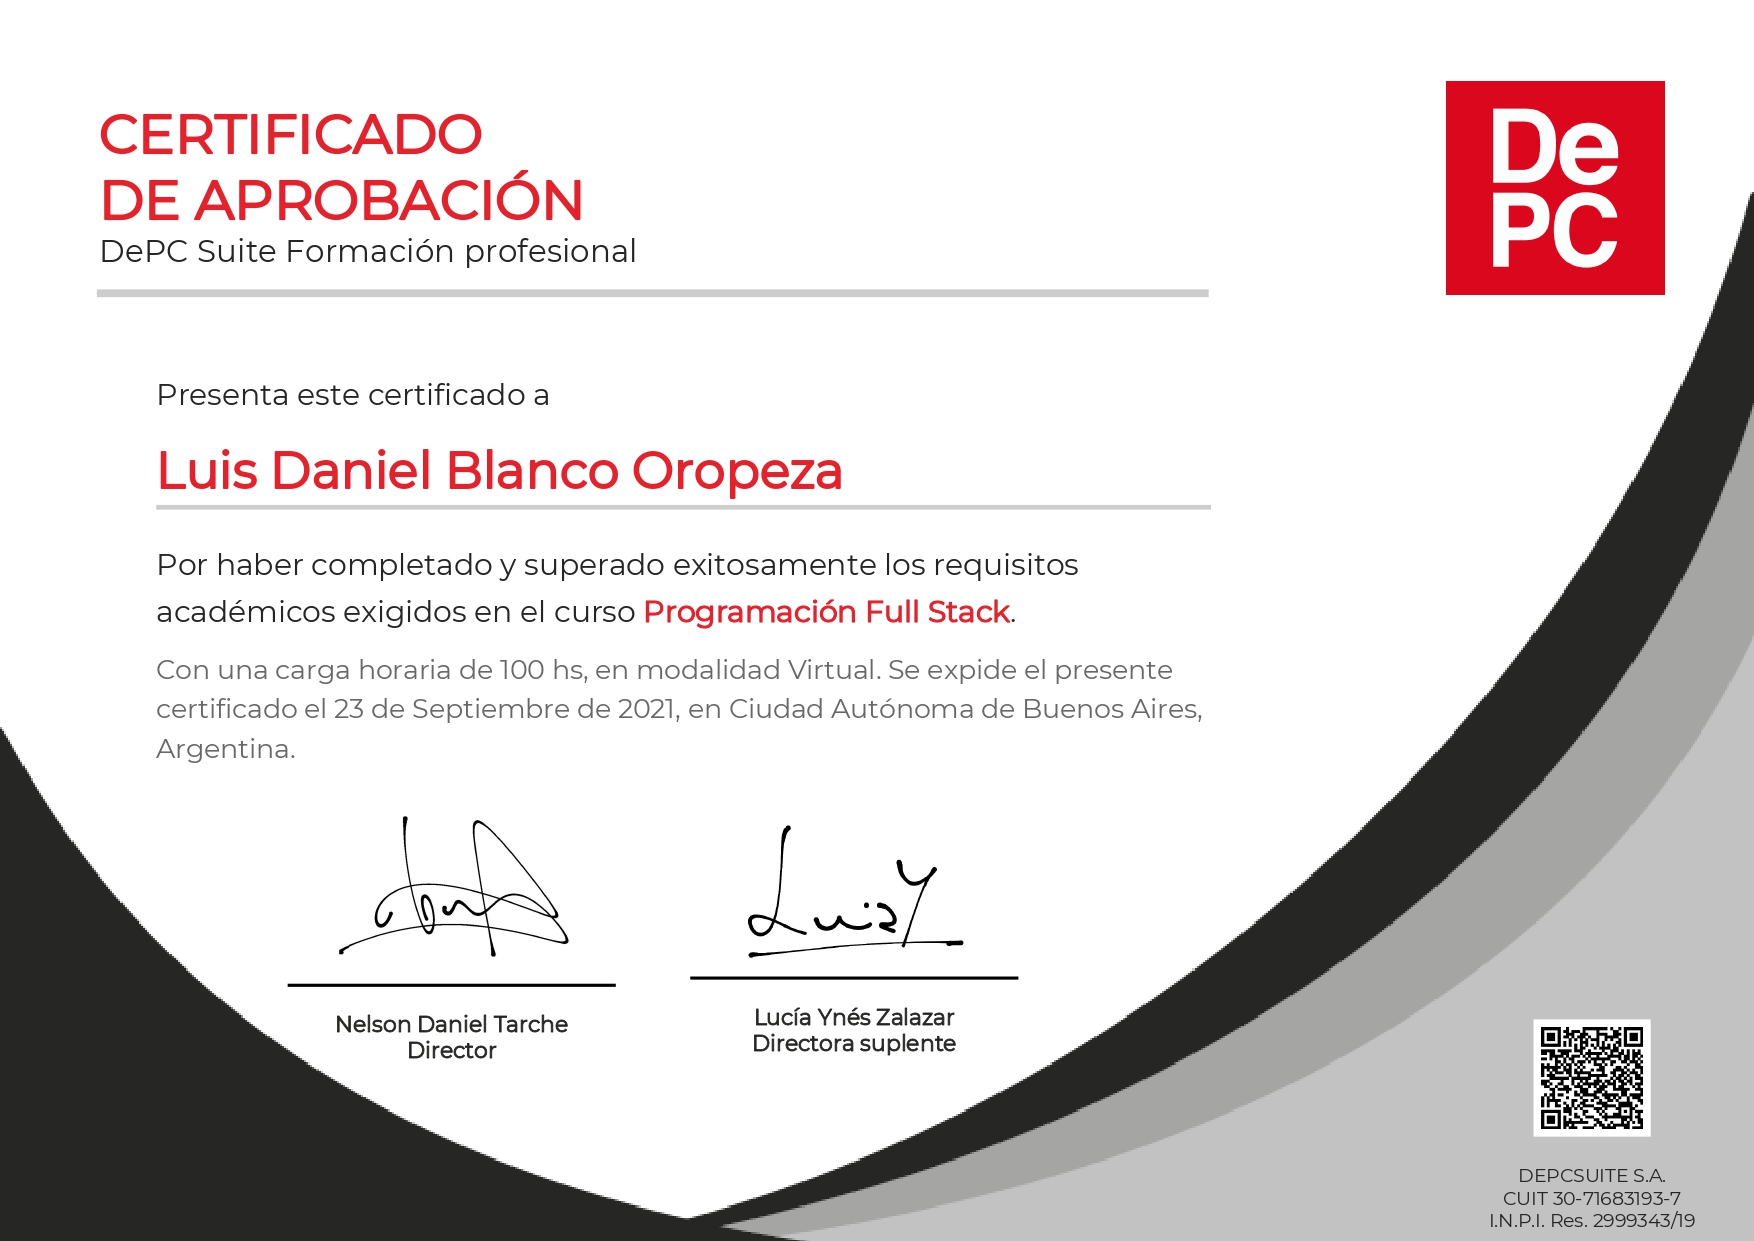 CERTIFICADO
DE APROBACIÓN
DePC Suite Formación profesional
De
PC
Presenta este certificado a
Luis Daniel Blanco Oropeza
Por haber completado y superado exitosamente los requisitos
académicos exigidos en el curso Programación Full Stack.
Con una carga horaria de 100 hs, en modalidad Virtual. Se expide el presente
certificado el 23 de Septiembre de 2021, en Ciudad Autónoma de Buenos Aires,
Argentina.
Nelson Daniel Tarche
Director
Lucía Ynés Zalazar
Directora suplente
DEPCSUITE S.A.
CUIT 30-71683193-7
I.N.P.I. Res. 2999343/19